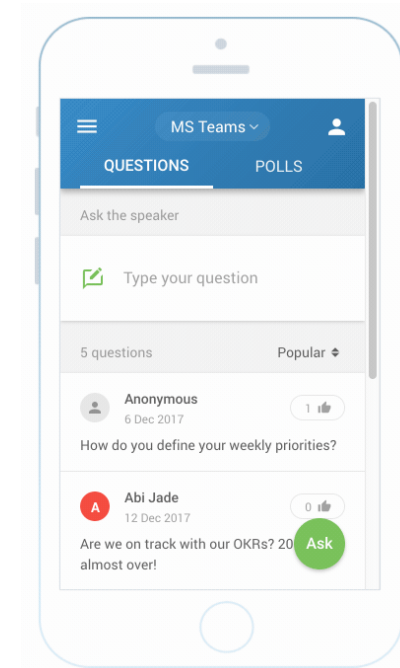 MS Teams
QUESTIONS POLLS
Ask the speaker
Type your question
5 questions Popular
Anonymous 1
6 Dec 2017
How do you define your weekly priorities?
A Abi Jade 0
12 Dec 2017
Are we on track with our OKRs? 20 Ask
almost over!